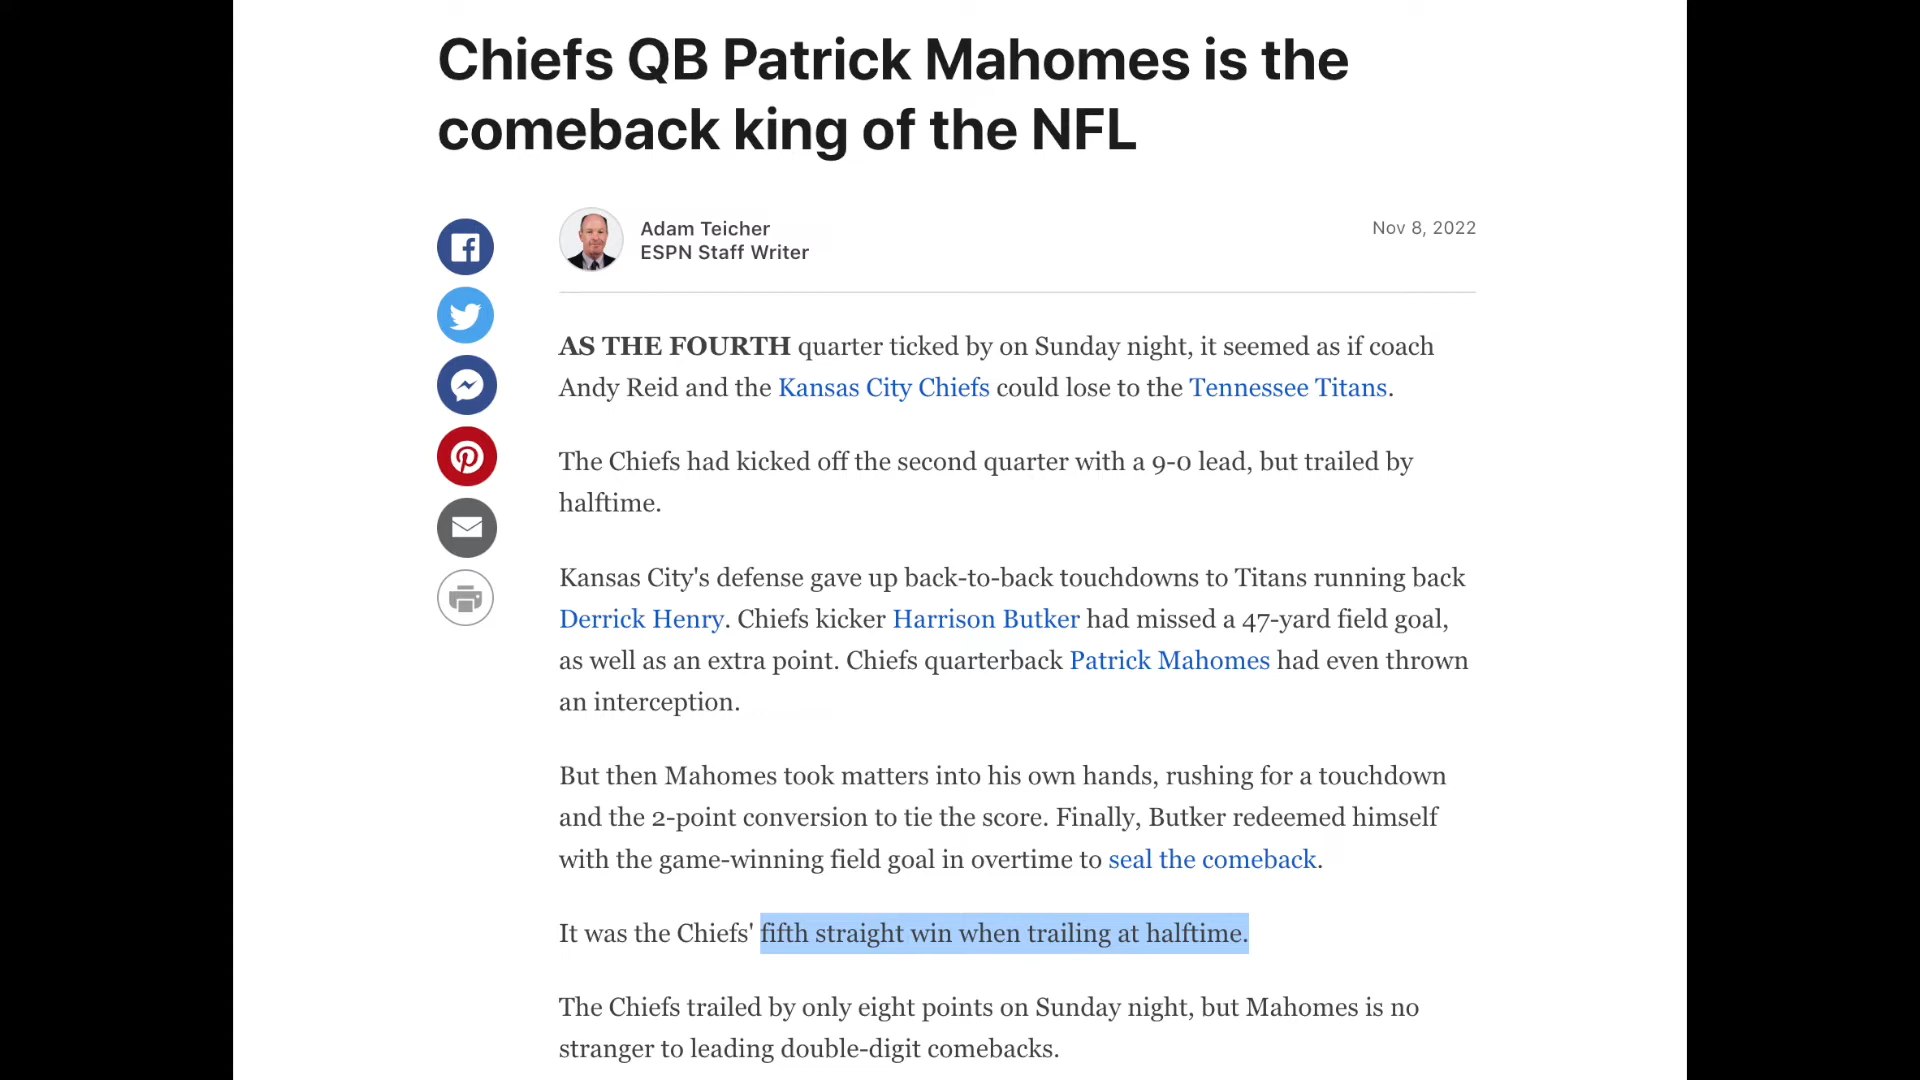 Chiefs QB Patrick Mahomes is the
comeback king of the NFL
Adam Teicher
ESPN Staff Writer
Nov 8, 2022
AS THE FOURTH quarter ticked by on Sunday night, it seemed as if coach
Andy Reid and the Kansas City Chiefs could lose to the Tennessee Titans.
The Chiefs had kicked off the second quarter with a 9-0 lead, but trailed by
halftime.
Kansas City's defense gave up back-to-back touchdowns to Titans running back
Derrick Henry. Chiefs kicker Harrison Butker had missed a 47-yard field goal,
as well as an extra point. Chiefs quarterback Patrick Mahomes had even thrown
an interception.
But then Mahomes took matters into his own hands, rushing for a touchdown
and the 2-point conversion to tie the score. Finally, Butker redeemed himself
with the game-winning field goal in overtime to seal the comeback.
It was the Chiefs' fifth straight win when trailing at halftime.
The Chiefs trailed by only eight points on Sunday night, but Mahomes is no
stranger to leading double-digit comebacks.